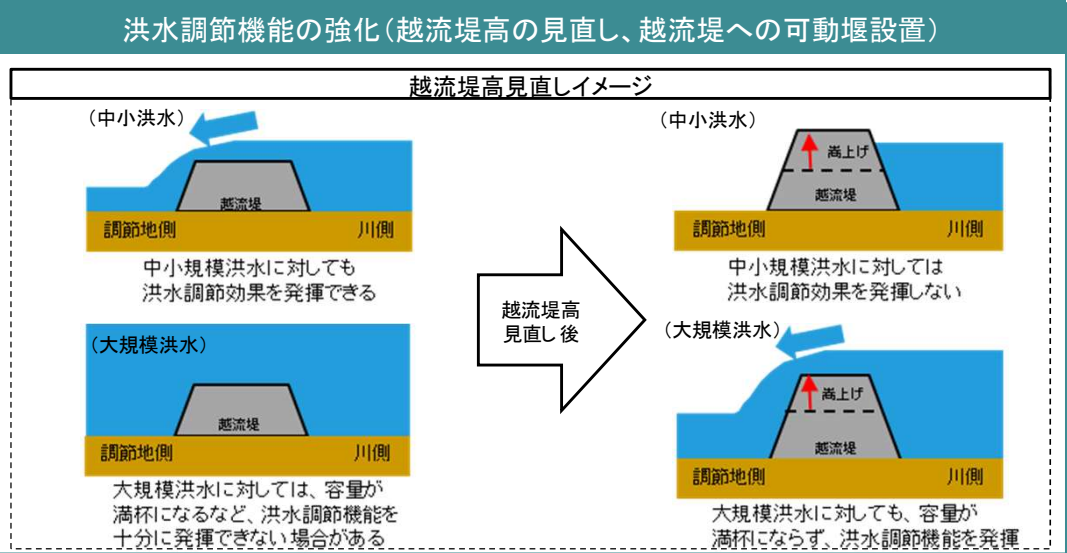 洪水調節機能の強化（越流堤高の見直し、越流堤への可動堰設置）
越流堤高見直しイメージ
（中小洪水）
越流堤
調節地側
川側
中小規模洪水に対しても
洪水調節効果を発揮できる
（大規模洪水）
越流堤
調節地側
川側
大規模洪水に対しては、容量が
満杯になるなど、洪水調節機能を
十分に発揮できない場合がある
越流堤高
見直し後
（中小洪水）
嵩上げ
越流堤
調節地側
川側
中小規模洪水に対しては
洪水調節効果を発揮しない
（大規模洪水）
嵩上げ
越流堤
調節地側
川側
大規模洪水に対しても、容量が
満杯にならず、洪水調節機能を発揮